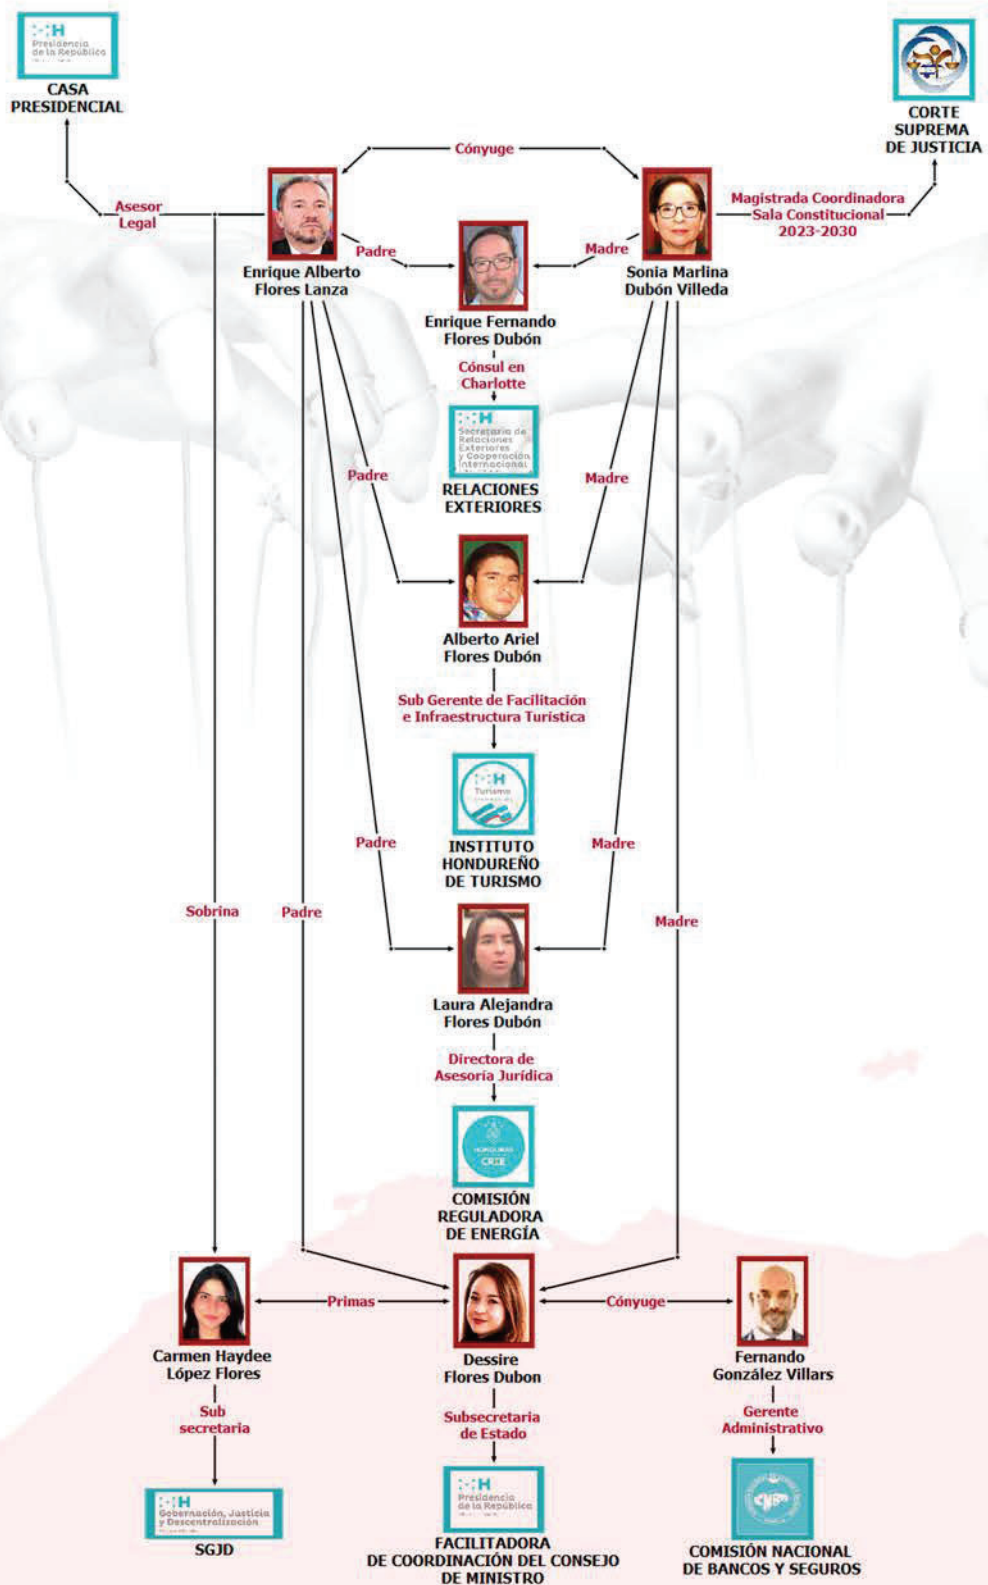 Presidencia
de la República
CASA
PRESIDENCIAL
CORTE
SUPREMA
DE JUSTICIA
Cónyuge
Asesor
Legal
Magistrada Coordinadora
Sala Constitucional
2023-2030
Padre
Madre
Enrique Alberto
Flores Lanza
Sonia Marlina
Dubón Villeda
Enrique Fernando
Flores Dubón
Cónsul en
Charlotte
Secretaría de
Relaciones
Exteriores
y Cooperación
Internacional
RELACIONES
EXTERIORES
Padre
Madre
Alberto Ariel
Flores Dubón
Sub Gerente de Facilitación
e Infraestructura Turística
Turismo
INSTITUTO
HONDUREÑO
DE TURISMO
Padre
Madre
Sobrina
Padre
Madre
Laura Alejandra
Flores Dubón
Directora de
Asesoría Jurídica
HONDURAS
CREE
COMISIÓN
REGULADORA
DE ENERGÍA
Primas
Cónyuge
Carmen Haydee
López Flores
Dessire
Flores Dubon
Fernando
González Villars
Sub
secretaria
Subsecretaria
de Estado
Gerente
Administrativo
Gobernación, Justicia
y Descentralización
SGJD
Presidencia
de la República
FACILITADORA
DE COORDINACIÓN DEL CONSEJO
DE MINISTRO
CNBS
COMISIÓN NACIONAL
DE BANCOS Y SEGUROS